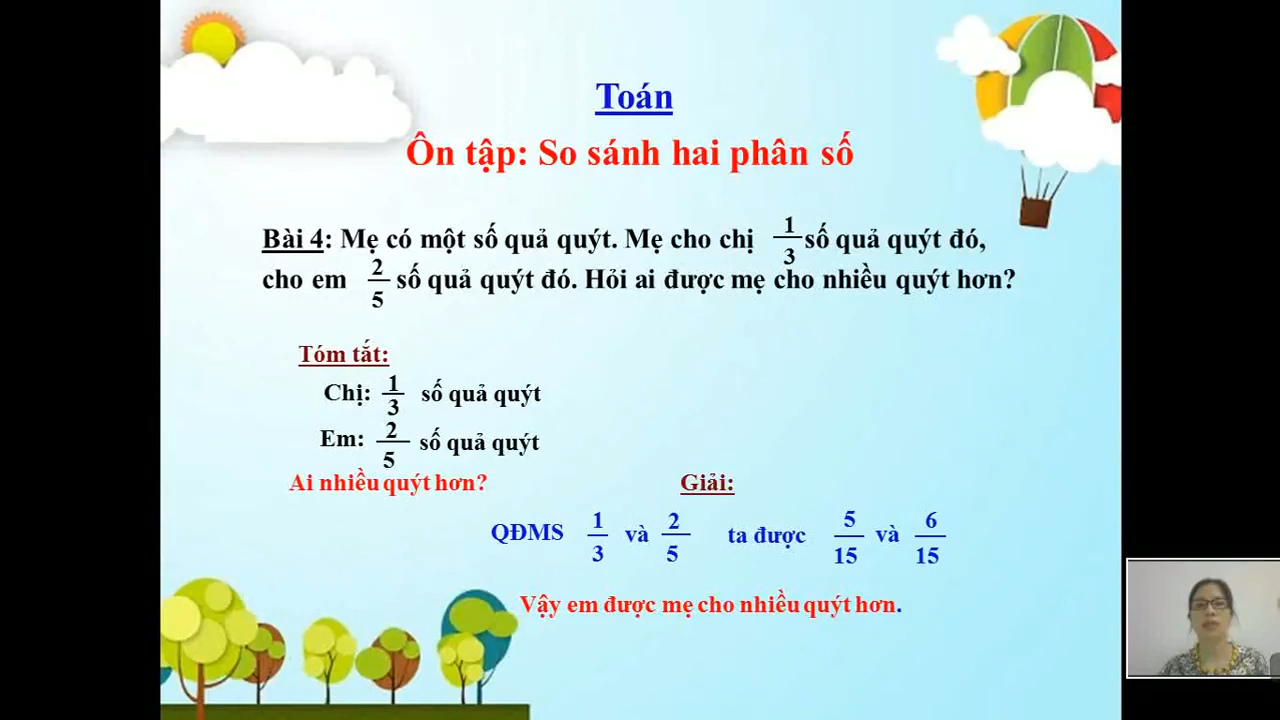 Toán
Ôn tập: So sánh hai phân số
Bài 4: Mẹ có một số quả quýt. Mẹ cho chị 1/3 số quả quýt đó,
cho em 2/5 số quả quýt đó. Hỏi ai được mẹ cho nhiều quýt hơn?
Tóm tắt:
Chị: 1/3 số quả quýt
Em: 2/5 số quả quýt
Ai nhiều quýt hơn?
Giải:
QĐMS 1/3 và 2/5 ta được 5/15 và 6/15
Vậy em được mẹ cho nhiều quýt hơn.